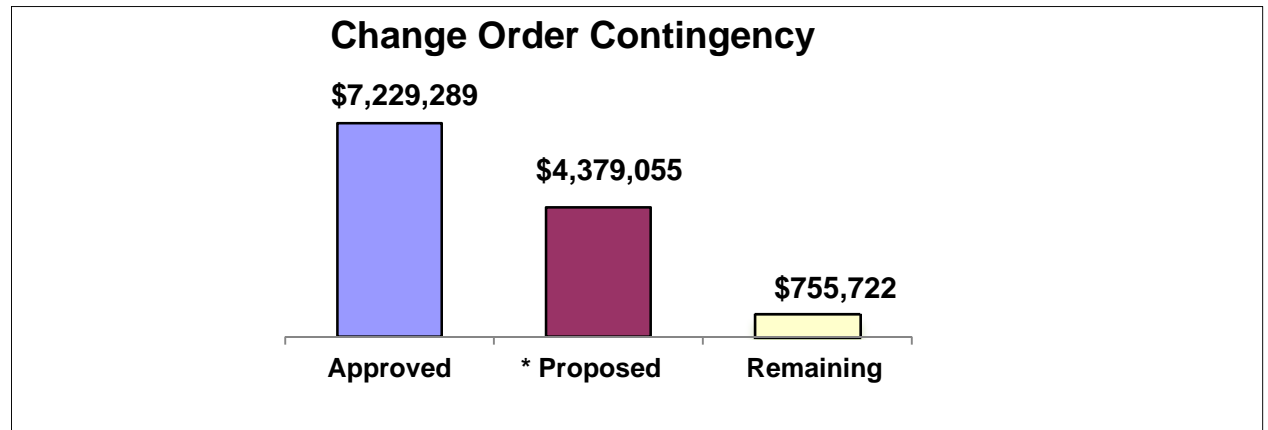 Change Order Contingency
$7,229,289
$4,379,055
$755,722
Approved * Proposed Remaining